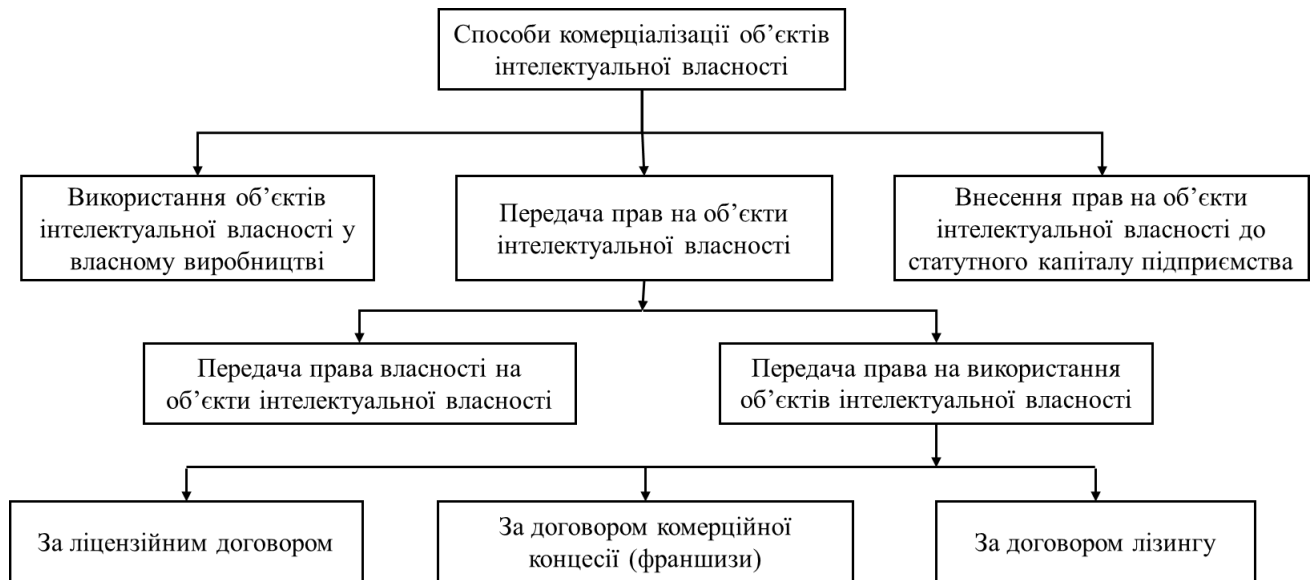 Способи комерціалізації об’єктів
інтелектуальної власності
Використання об’єктів
інтелектуальної власності у
власному виробництві
Передача прав на об’єкти
інтелектуальної власності
Внесення прав на об’єкти
інтелектуальної власності до
статутного капіталу підприємства
Передача права власності на
об’єкти інтелектуальної власності
Передача права на використання
об’єктів інтелектуальної власності
За ліцензійним договором
За договором комерційної
концесії (франшизи)
За договором лізингу